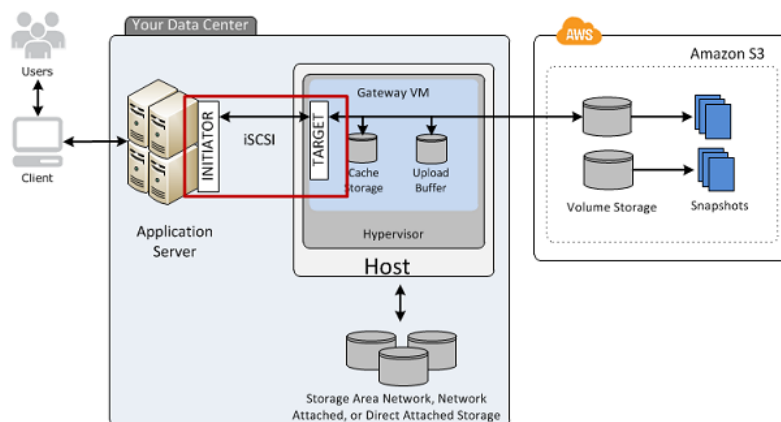 Your Data Center
AWS
Amazon S3
Users
Client
Application
Server
INITIATOR
iSCSI
TARGET
Gateway VM
Cache
Storage
Upload
Buffer
Hypervisor
Host
Volume Storage
Snapshots
Storage Area Network, Network
Attached, or Direct Attached Storage